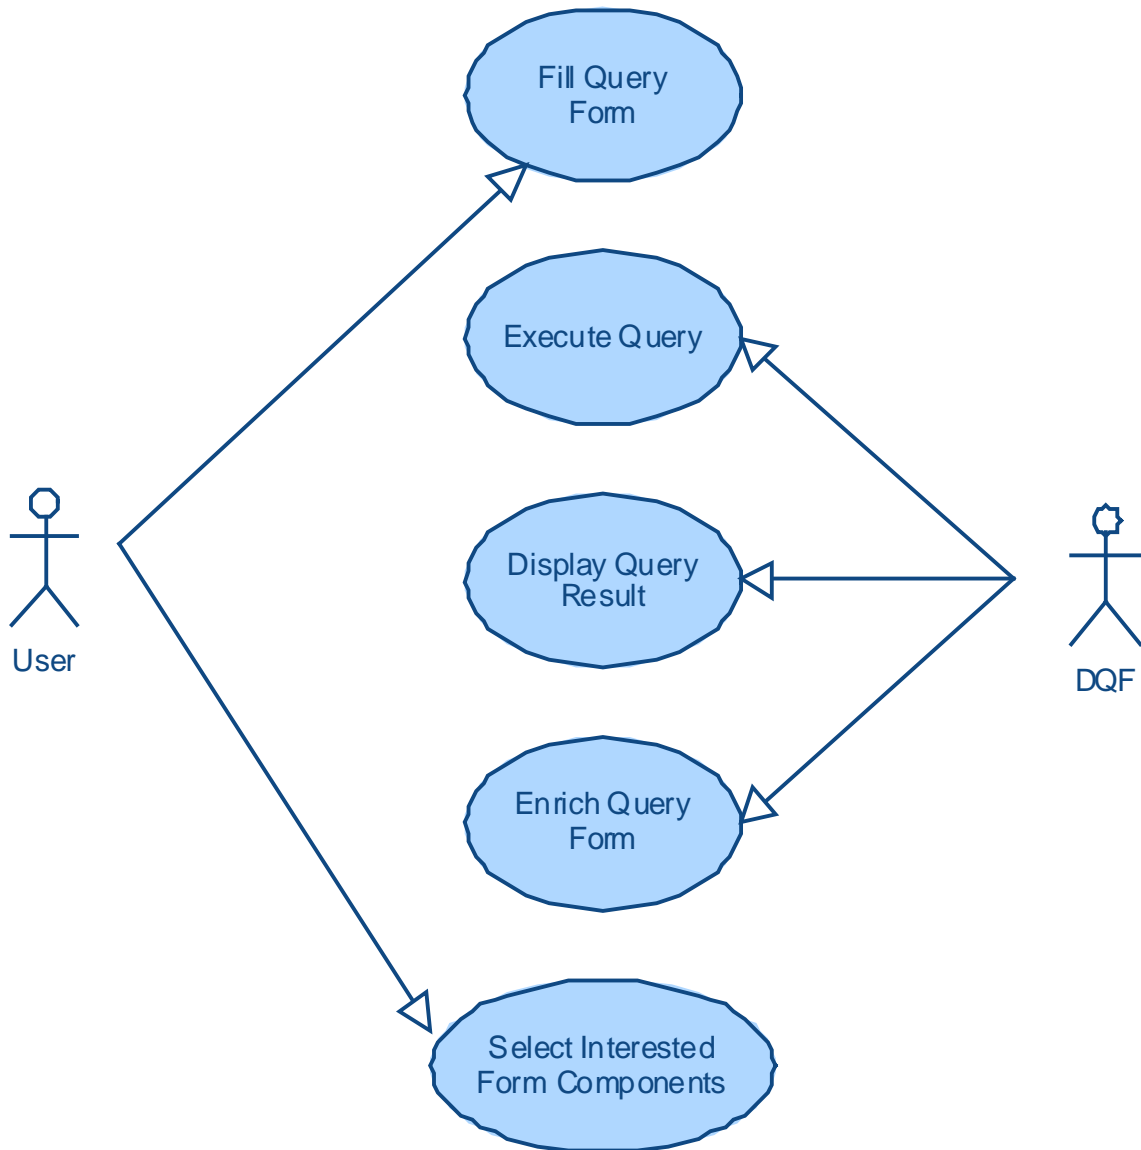 Fill Query
Form
Execute Query
Display Query
Result
User
DQF
Enrich Query
Form
Select Interested
Form Components